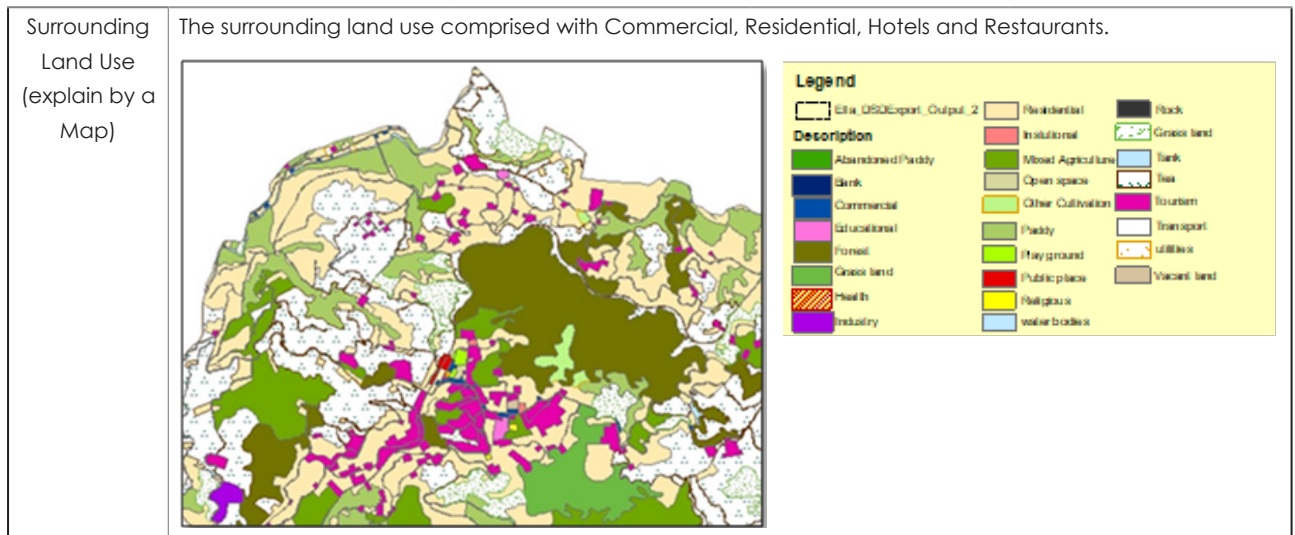 Surrounding
Land Use
(explain by a
Map)
The surrounding land use comprised with Commercial, Residential, Hotels and Restaurants.
Legend
Ella_DSDExport_Output_2
Description
Abandoned Paddy
Bank
Commercial
Educational
Forest
Grass land
Health
Industry
Residential
Instutional
Mixed Agriculture
Open space
Other Cultivation
Paddy
Play ground
Public place
Religious
water bodies
Rock
Grass land
Tank
Tea
Tourism
Transport
utilities
Vacant land